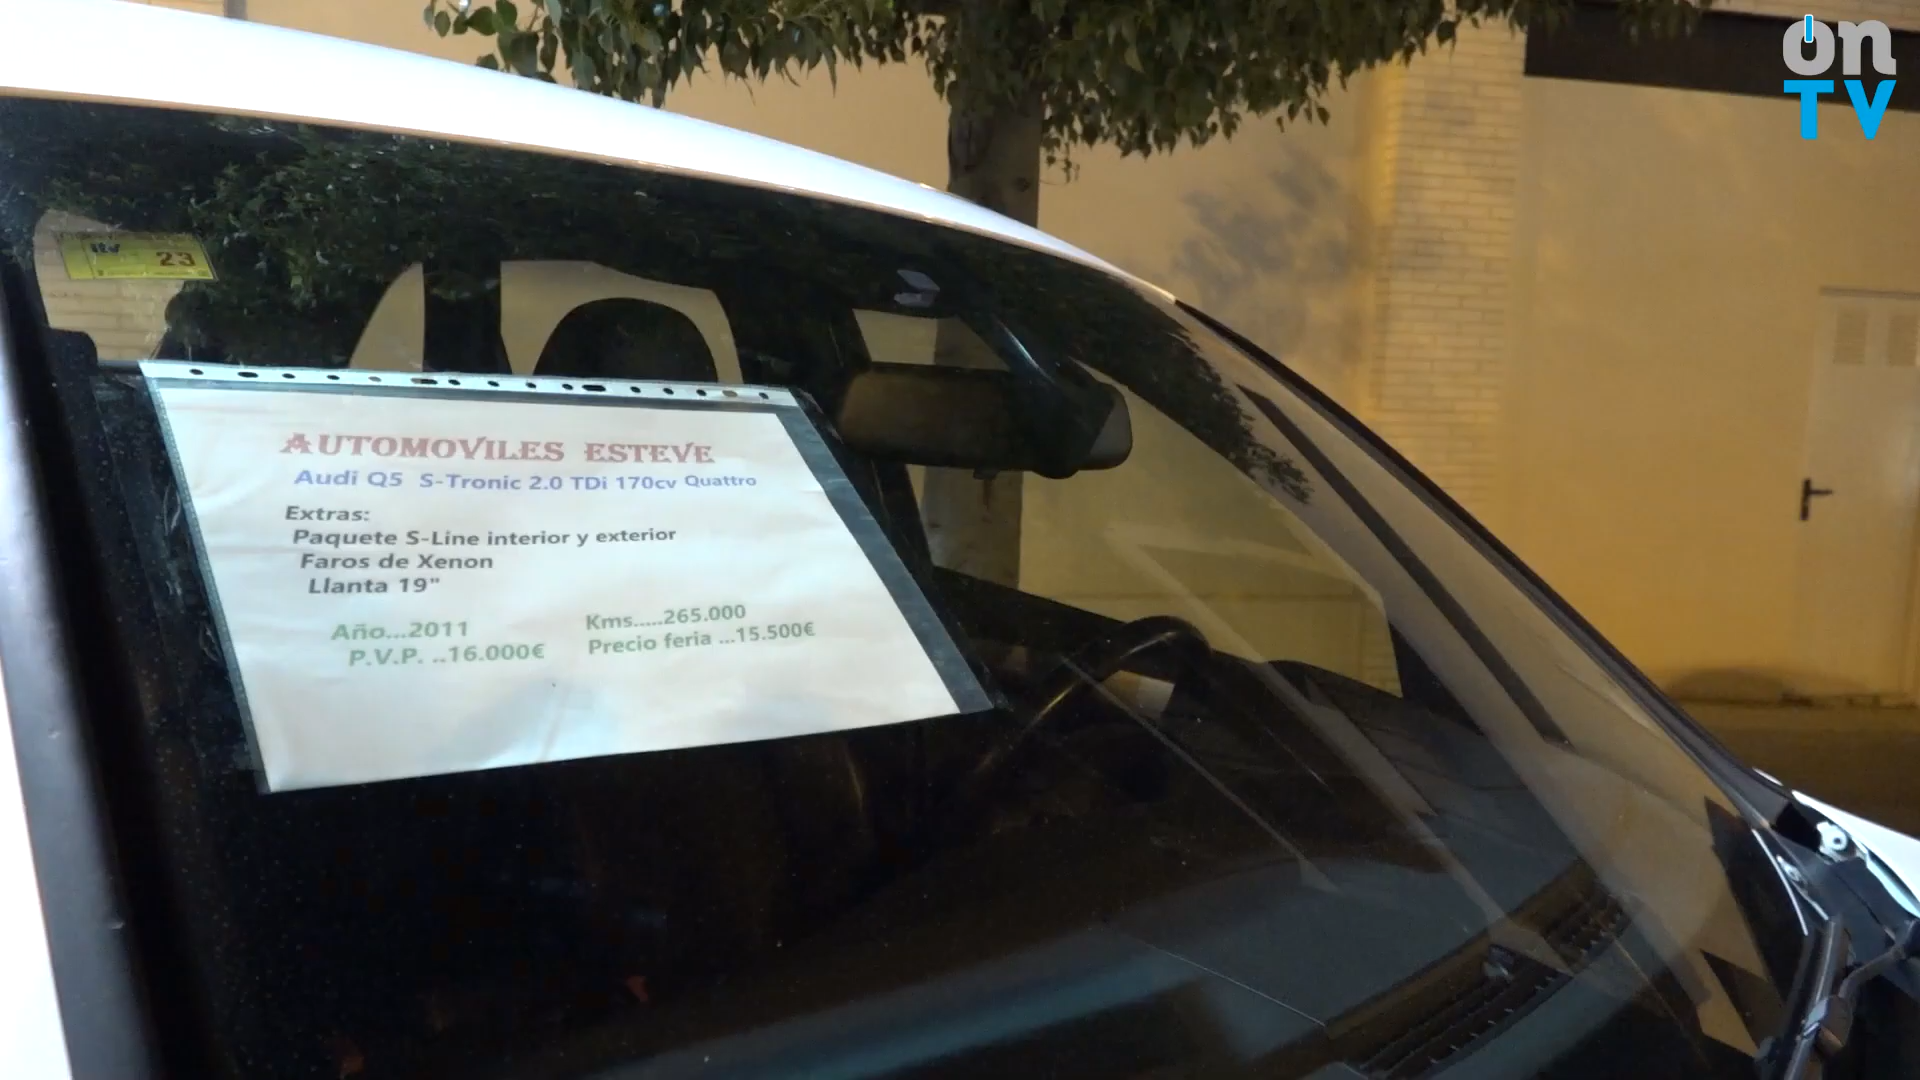 on
TV
itv 23
AUTOMOVILES ESTEVE
Audi Q5 S-Tronic 2.0 TDi 170cv Quattro
Extras:
Paquete S-Line interior y exterior
Faros de Xenon
Llanta 19"
Año...2011 Kms.....265.000
P.V.P. ..16.000€ Precio feria ...15.500€